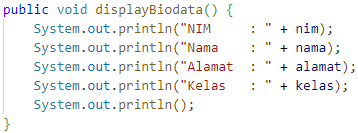 public void displayBiodata() {
    System.out.println("NIM     : " + nim);
    System.out.println("Nama    : " + nama);
    System.out.println("Alamat  : " + alamat);
    System.out.println("Kelas   : " + kelas);
    System.out.println();
}